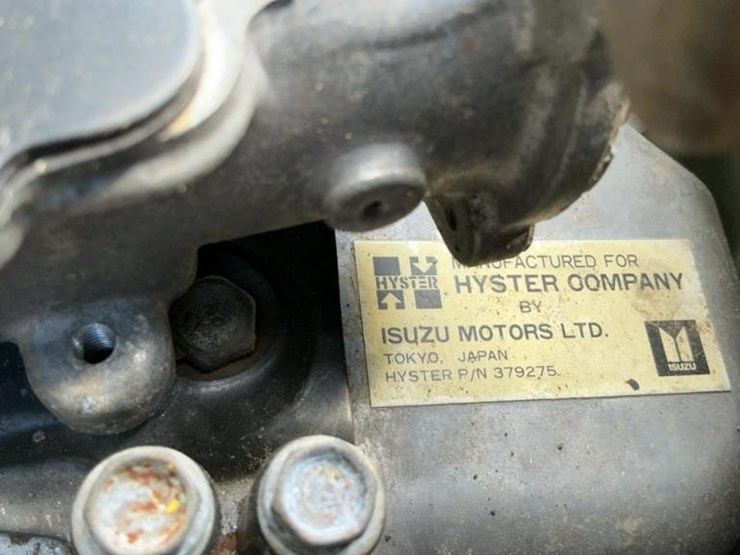 MANUFACTURED FOR
HYSTER
HYSTER COMPANY
BY
ISUZU MOTORS LTD.
TOKYO, JAPAN
HYSTER P/N 379275
ISUZU